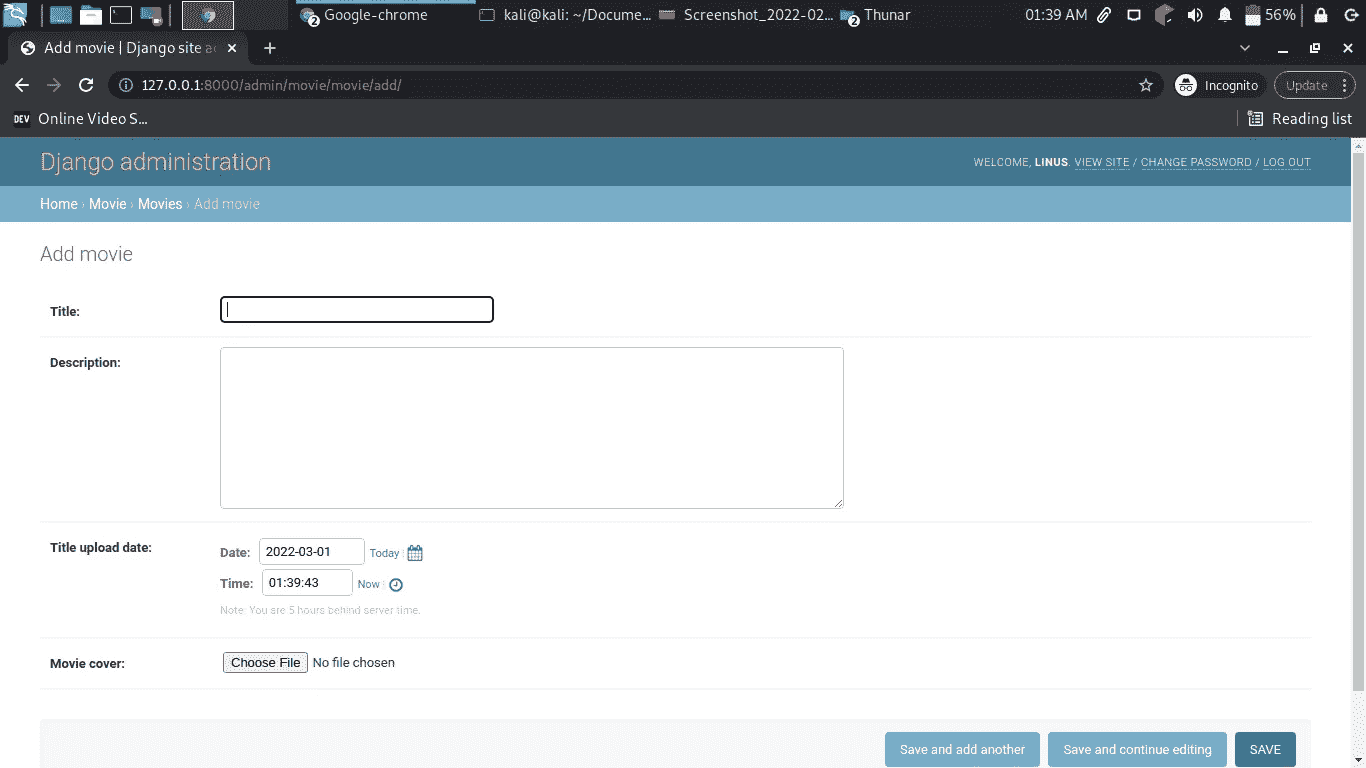 Google-chrome kali@kali: ~/Docume... Screenshot_2022-02... Thunar 01:39 AM 56%
2 2
Add movie | Django site a
127.0.0.1:8000/admin/movie/movie/add/ Incognito Update
DEV Online Video S... Reading list
Django administration WELCOME, LINUS. VIEW SITE / CHANGE PASSWORD / LOG OUT
Home › Movie › Movies › Add movie
Add movie
Title:
Description:
Title upload date: Date: 2022-03-01 Today
Time: 01:39:43 Now
Note: You are 5 hours behind server time.
Movie cover: Choose File No file chosen
Save and add another Save and continue editing SAVE